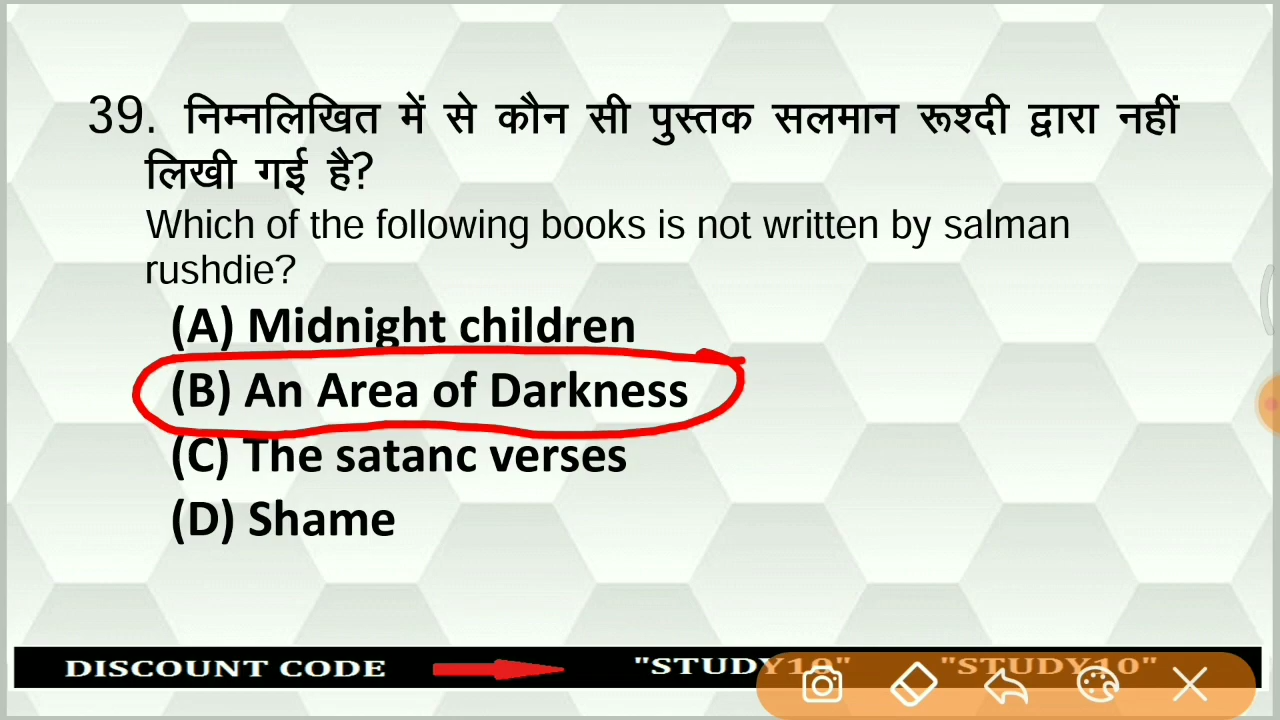 39. निम्नलिखित में से कौन सी पुस्तक सलमान रूश्दी द्वारा नहीं
लिखी गई है?
Which of the following books is not written by salman
rushdie?
(A) Midnight children
(B) An Area of Darkness
(C) The satanc verses
(D) Shame
DISCOUNT CODE "STUDY10" "STUDY10"